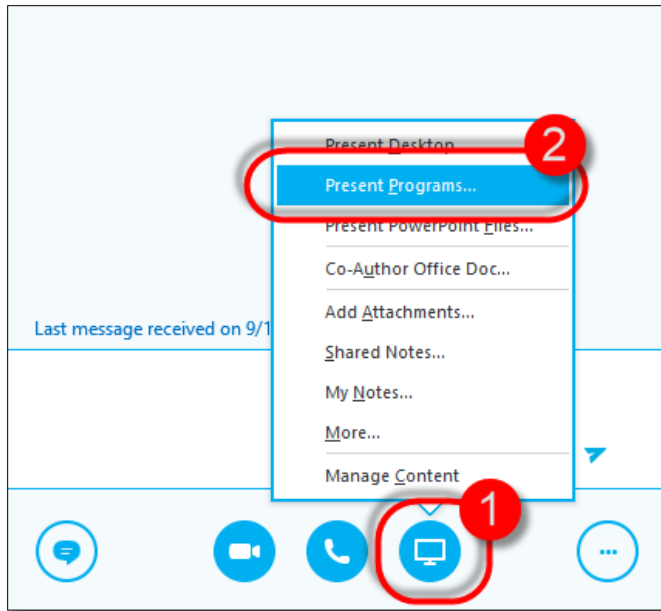 Present Desktop
2
Present Programs...
Present PowerPoint Files...
Co-Author Office Doc...
Add Attachments...
Last message received on 9/1
Shared Notes...
My Notes...
More...
Manage Content
1